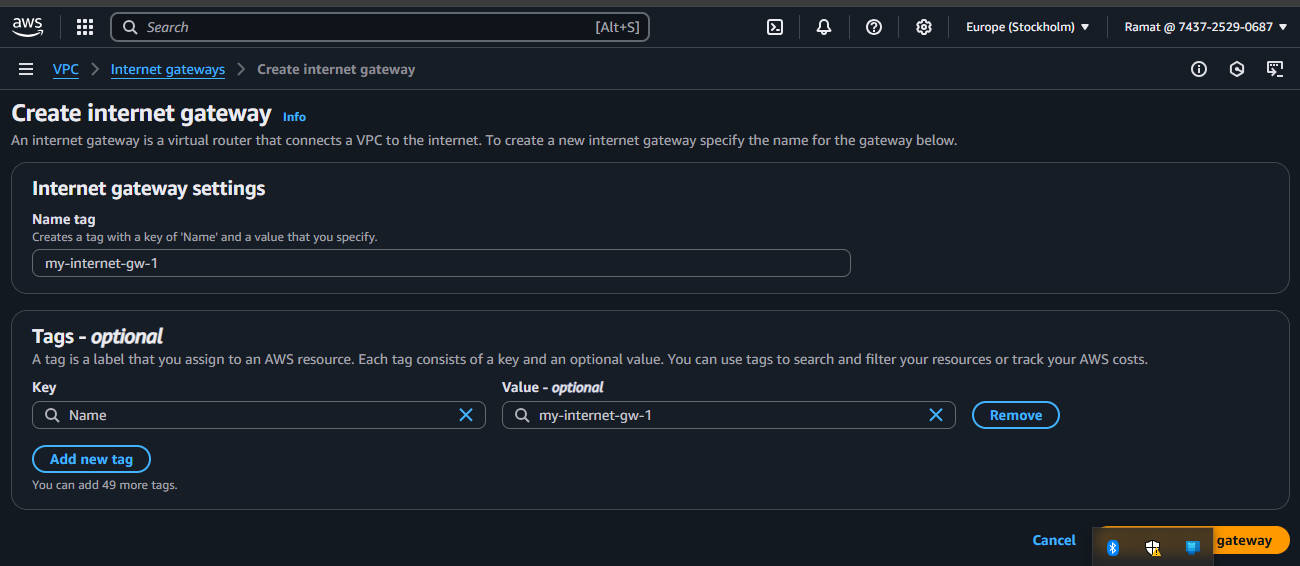 aws
Search [Alt+S]
Europe (Stockholm)
Ramat @ 7437-2529-0687
VPC
Internet gateways
Create internet gateway
Create internet gateway Info
An internet gateway is a virtual router that connects a VPC to the internet. To create a new internet gateway specify the name for the gateway below.
Internet gateway settings
Name tag
Creates a tag with a key of 'Name' and a value that you specify.
my-internet-gw-1
Tags - optional
A tag is a label that you assign to an AWS resource. Each tag consists of a key and an optional value. You can use tags to search and filter your resources or track your AWS costs.
Key Value - optional
Name my-internet-gw-1 Remove
Add new tag
You can add 49 more tags.
Cancel gateway